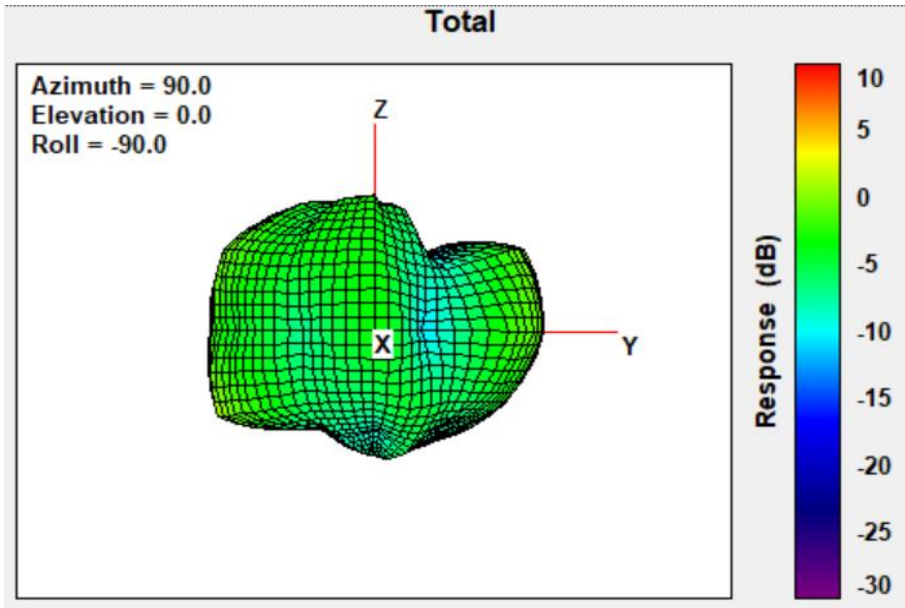 Total
Azimuth = 90.0
Elevation = 0.0
Roll = -90.0
Z
X
Y
Response (dB)
10
5
0
-5
-10
-15
-20
-25
-30